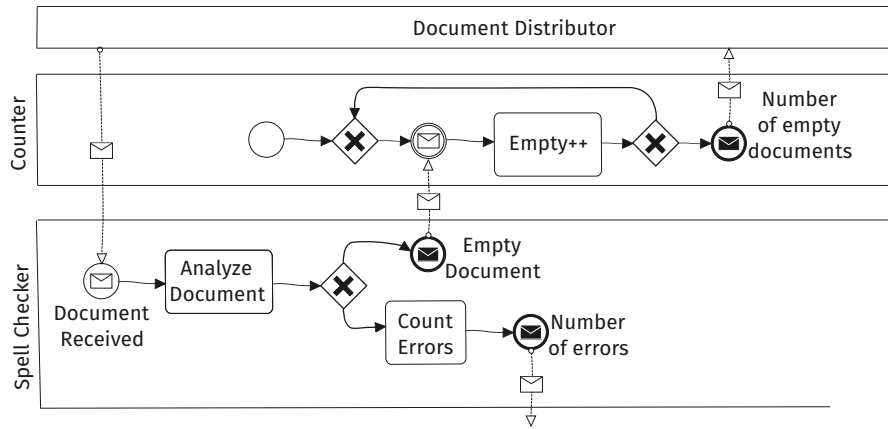 Document Distributor
Counter
Empty++
Number
of empty
documents
Spell Checker
Document
Received
Analyze
Document
Empty
Document
Count
Errors
Number
of errors